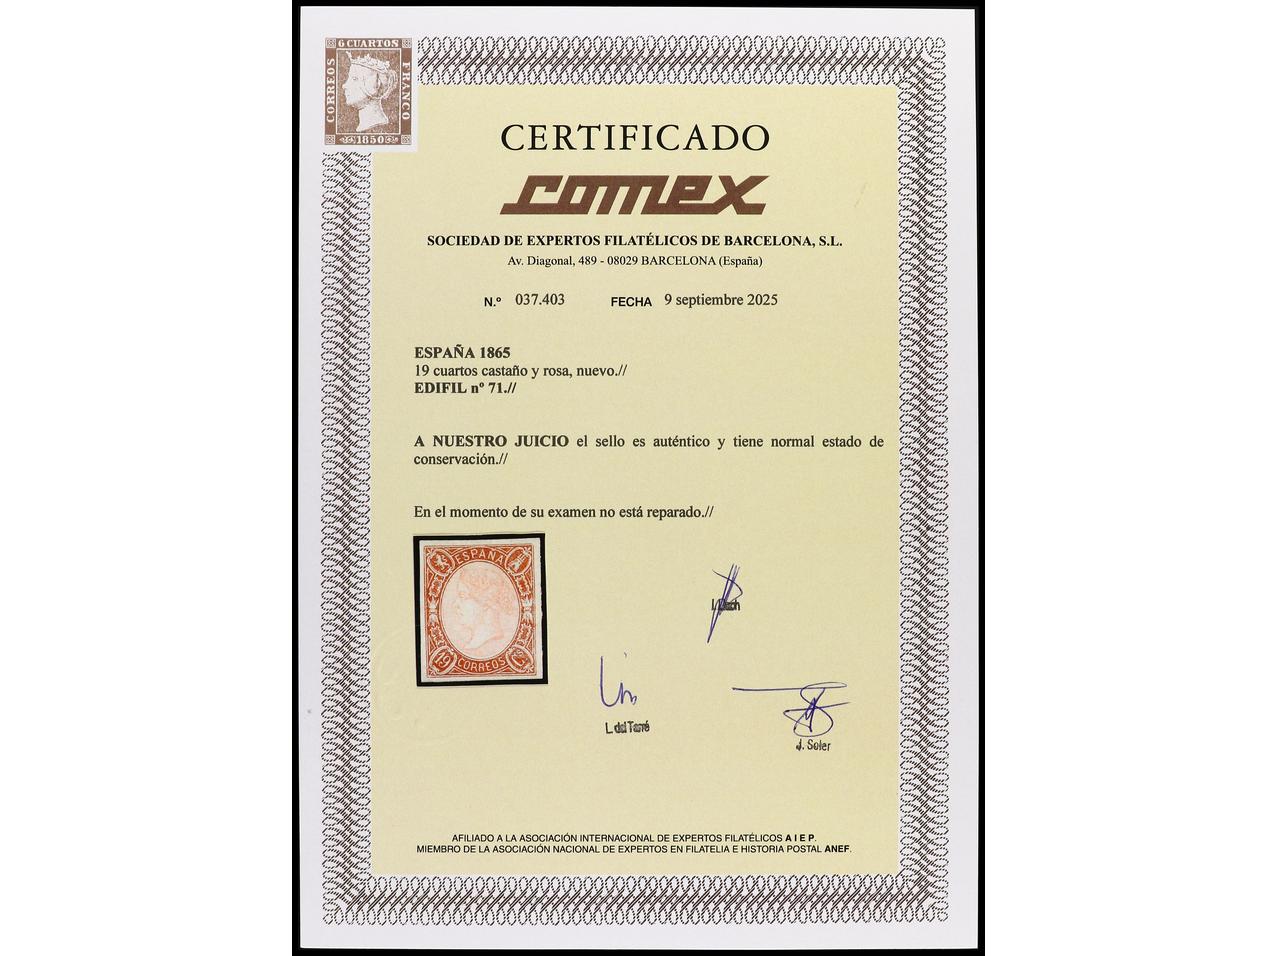 6 CUARTOS
CORREOS
FRANCO
1850
CERTIFICADO
comex
SOCIEDAD DE EXPERTOS FILATÉLICOS DE BARCELONA, S.L.
Av. Diagonal, 489 - 08029 BARCELONA (España)
N.º 037.403 FECHA 9 septiembre 2025
ESPAÑA 1865
19 cuartos castaño y rosa, nuevo.//
EDIFIL nº 71.//
A NUESTRO JUICIO el sello es auténtico y tiene normal estado de
conservación.//
En el momento de su examen no está reparado.//
ESPAÑA
19 CORREOS Cs
L. del Tarré
J. Soler
AFILIADO A LA ASOCIACIÓN INTERNACIONAL DE EXPERTOS FILATÉLICOS A I E P.
MIEMBRO DE LA ASOCIACIÓN NACIONAL DE EXPERTOS EN FILATELIA E HISTORIA POSTAL ANEF.